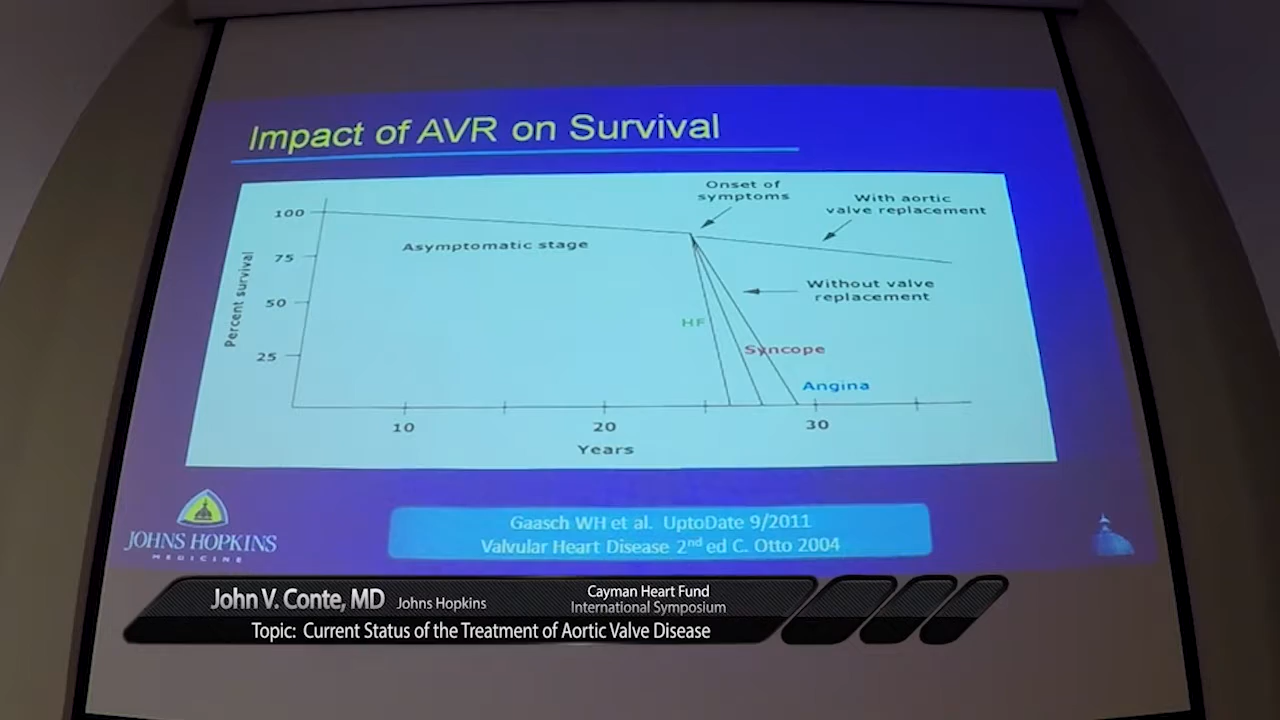 Impact of AVR on Survival
Onset of
symptoms
With aortic
valve replacement
100
Asymptomatic stage
75
Percent survival
Without valve
replacement
50
HF
Syncope
25
Angina
10
20
30
Years
JOHNS HOPKINS
MEDICINE
Gaasch WH et al. UptoDate 9/2011
Valvular Heart Disease 2nd ed C. Otto 2004
John V. Conte, MD Johns Hopkins
Cayman Heart Fund
International Symposium
Topic: Current Status of the Treatment of Aortic Valve Disease